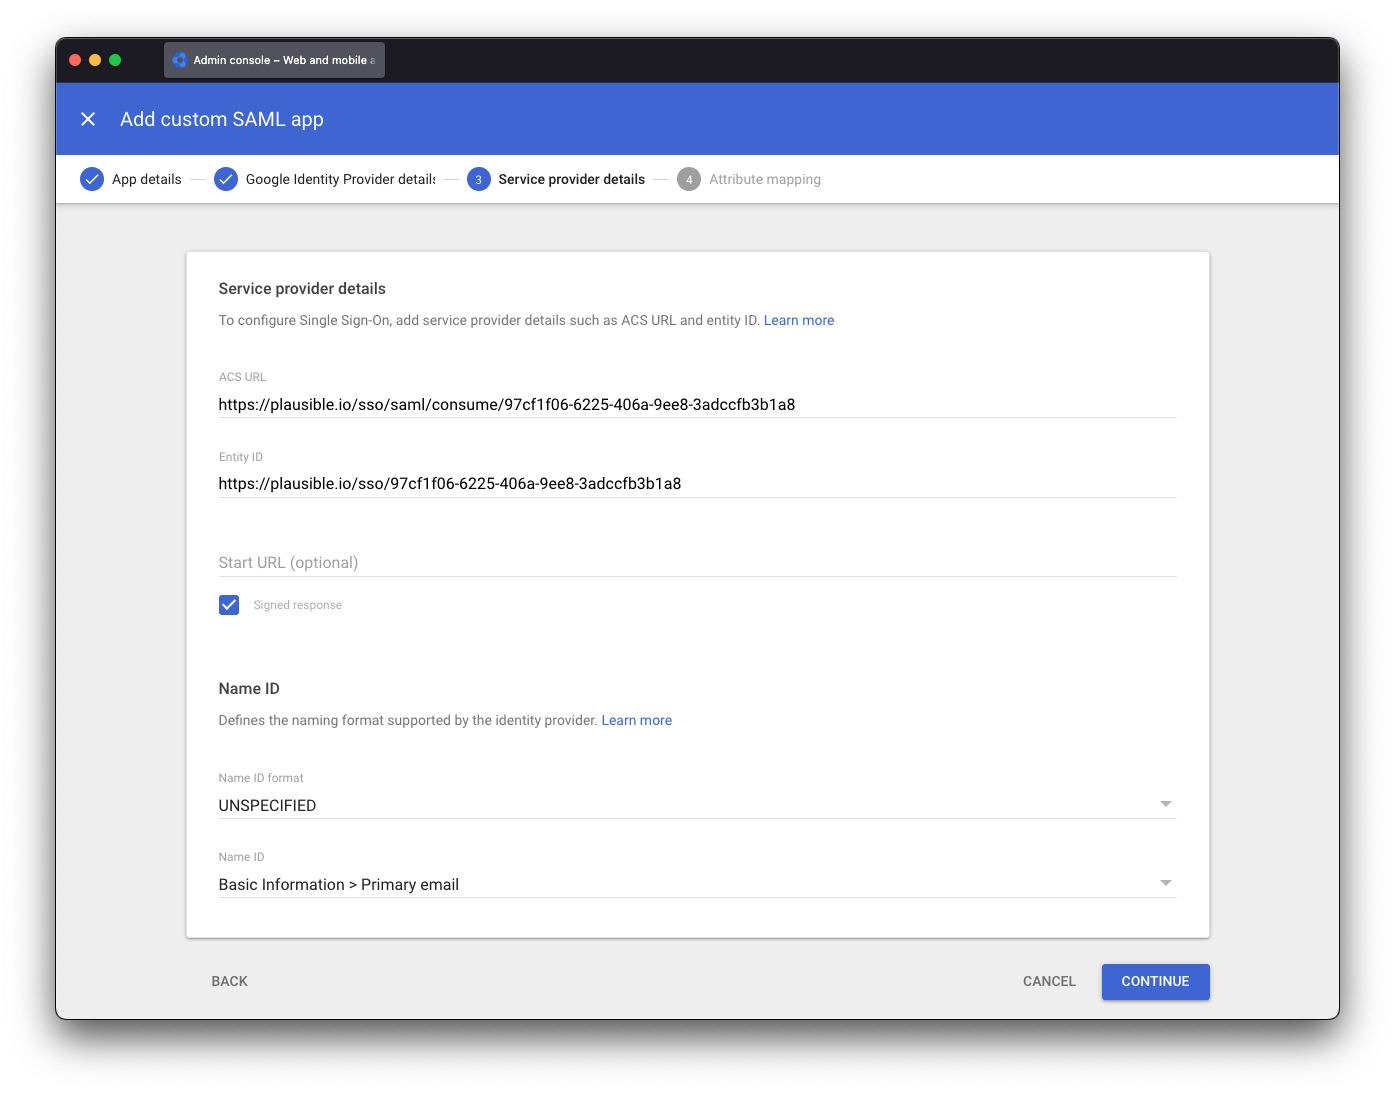 Admin console – Web and mobile a
Add custom SAML app
App details
Google Identity Provider details
3 Service provider details
4 Attribute mapping
Service provider details
To configure Single Sign-On, add service provider details such as ACS URL and entity ID. Learn more
ACS URL
https://plausible.io/sso/saml/consume/97cf1f06-6225-406a-9ee8-3adccfb3b1a8
Entity ID
https://plausible.io/sso/97cf1f06-6225-406a-9ee8-3adccfb3b1a8
Start URL (optional)
Signed response
Name ID
Defines the naming format supported by the identity provider. Learn more
Name ID format
UNSPECIFIED
Name ID
Basic Information > Primary email
BACK
CANCEL
CONTINUE